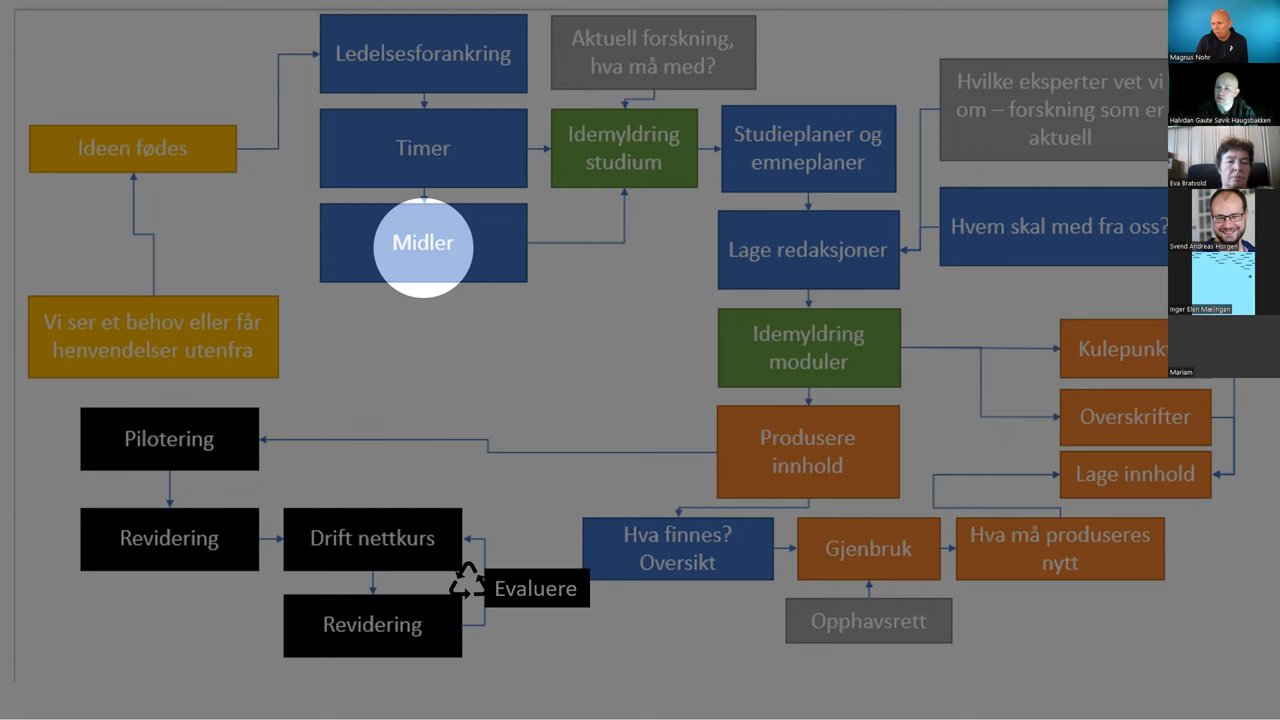 Ledelsesforankring
Aktuell forskning,
hva må med?
Hvilke eksperter vet vi
om – forskning som er
aktuell
Ideen fødes
Timer
Idemyldring
studium
Studieplaner og
emneplaner
Midler
Lage redaksjoner
Hvem skal med fra oss?
Vi ser et behov eller får
henvendelser utenfra
Idemyldring
moduler
Kulepunkt
Overskrifter
Lage innhold
Pilotering
Produsere
innhold
Revidering
Drift nettkurs
Evaluere
Revidering
Hva finnes?
Oversikt
Gjenbruk
Hva må produseres
nytt
Opphavsrett
Magnus Nohr
Halvdan Gaute Søvik Haugsbakken
Eva Bratvold
Svend Andreas Horgen
Inger Elen Mælingen
Mariam